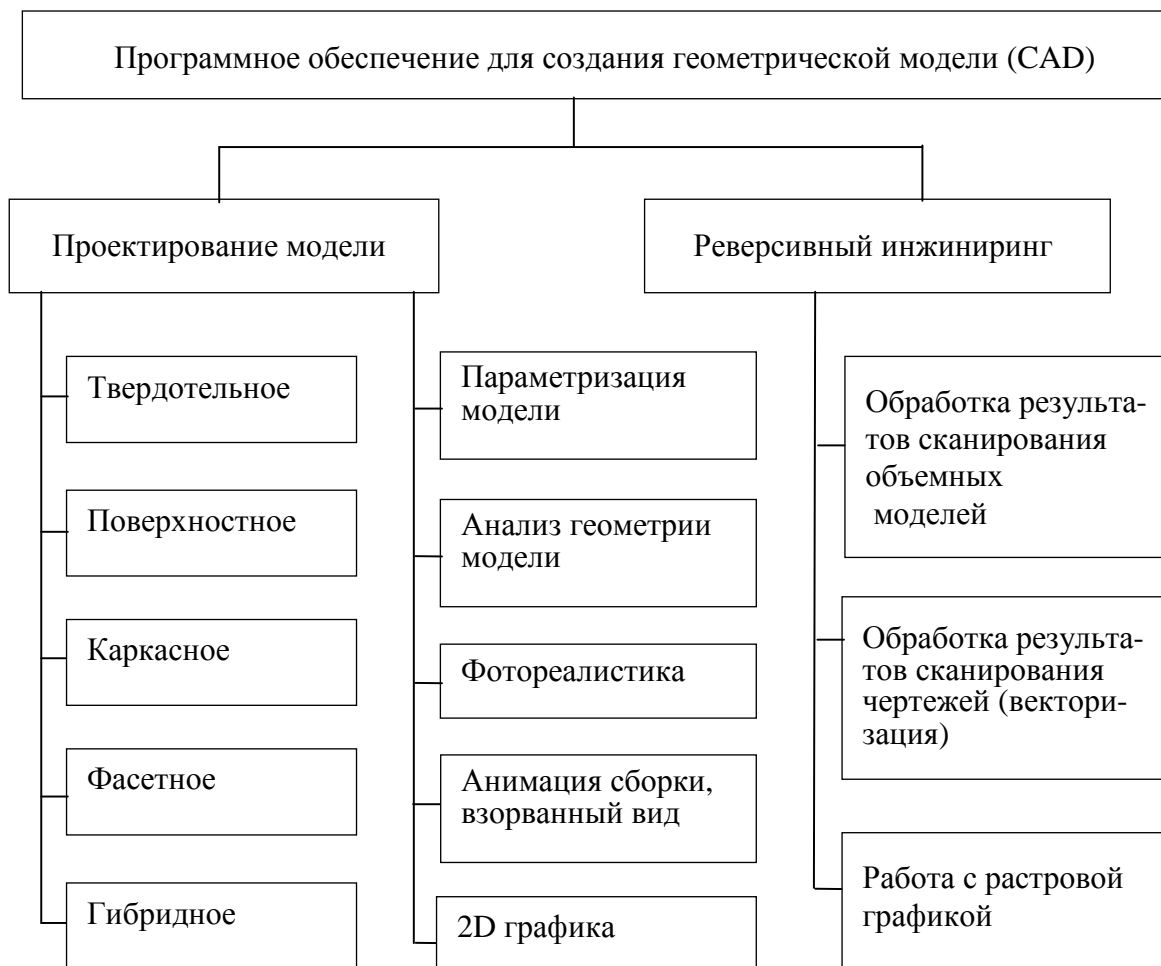 Программное обеспечение для создания геометрической модели (CAD)
Проектирование модели
Реверсивный инжиниринг
Твердотельное
Поверхностное
Каркасное
Фасетное
Гибридное
Параметризация
модели
Анализ геометрии
модели
Фотореалистика
Анимация сборки,
взорванный вид
2D графика
Обработка результа-
тов сканирования
объемных
моделей
Обработка результа-
тов сканирования
чертежей (вектори-
зация)
Работа с растровой
графикой